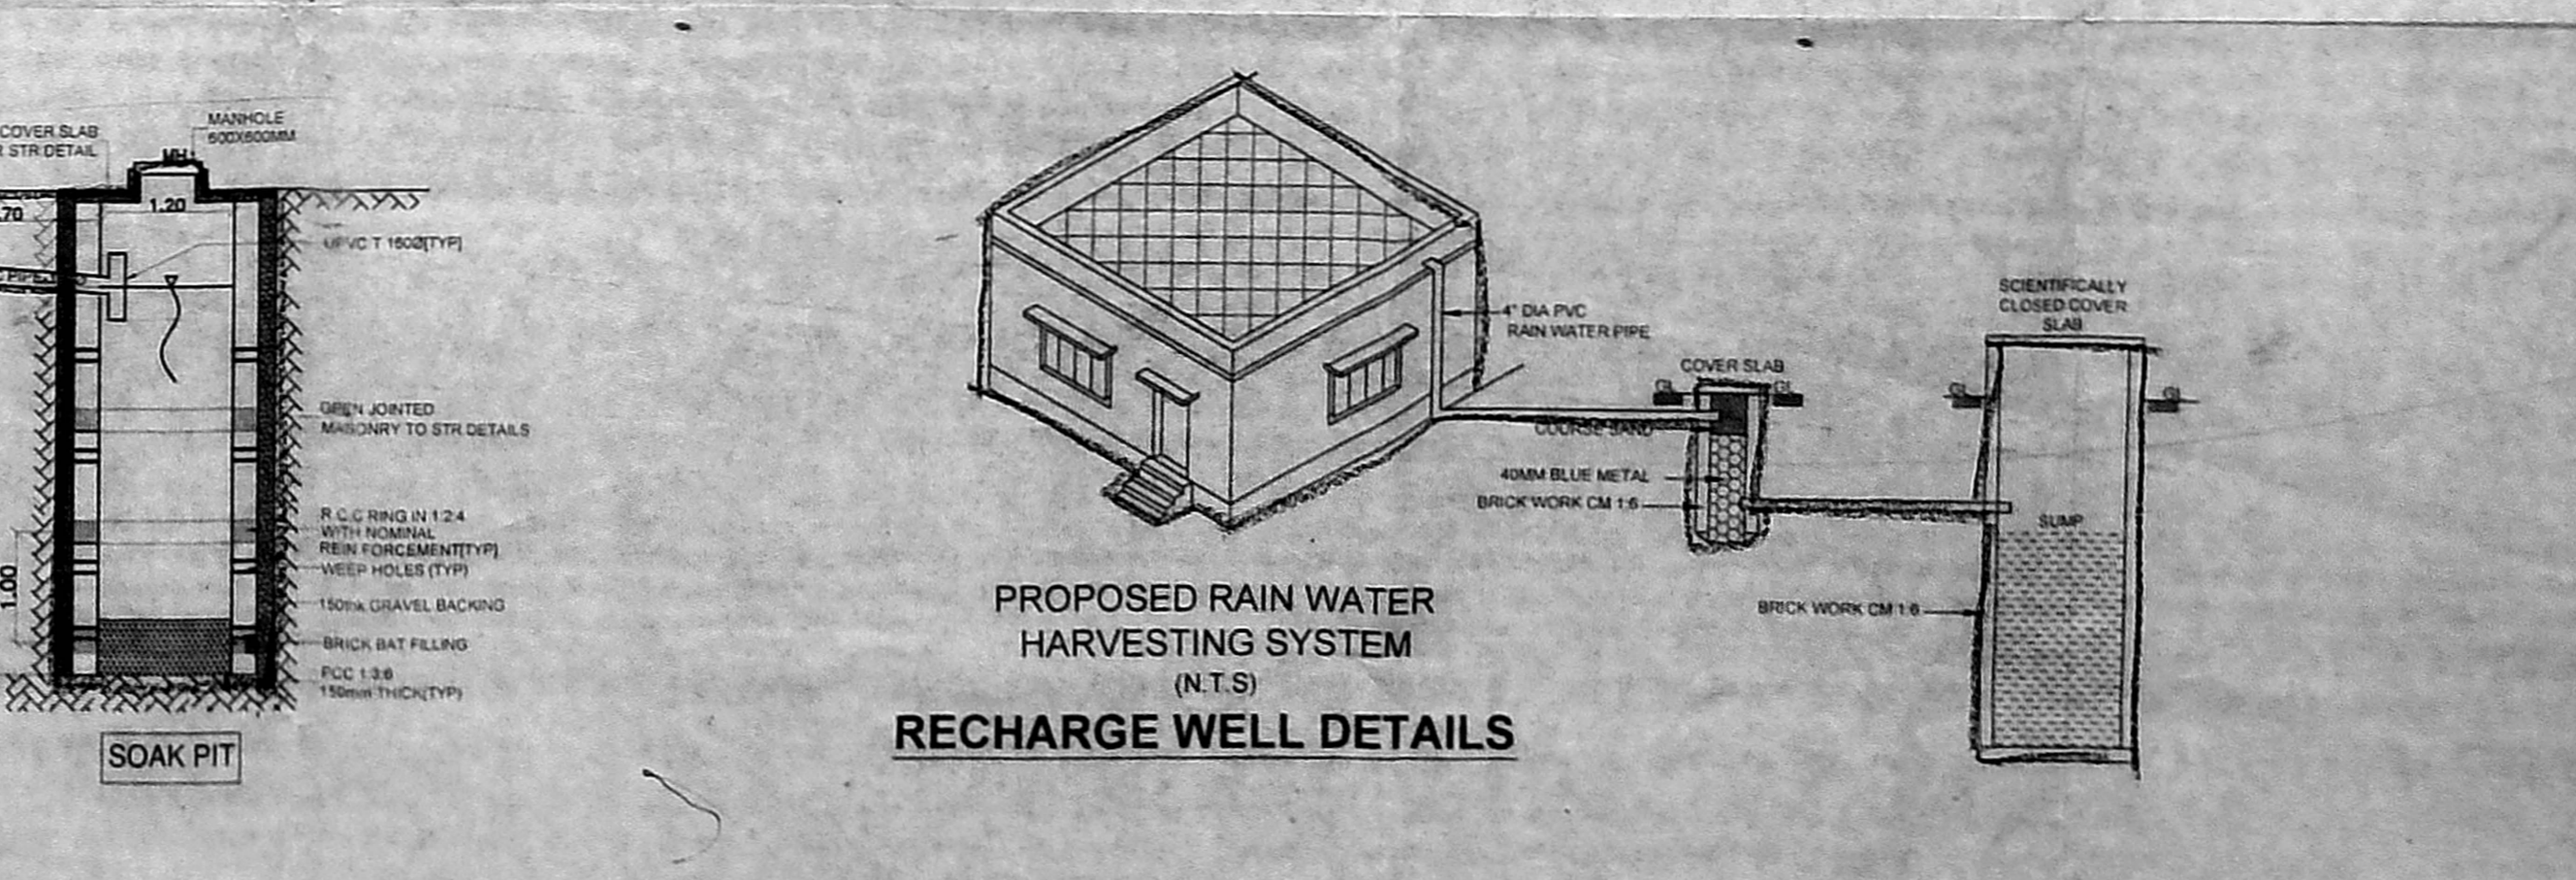 COVER SLAB
STR DETAIL
MANHOLE
600X600MM
MH
1.20
.70
UPVC T 160Ø[TYP]
PIPE
OPEN JOINTED
MASONRY TO STR DETAILS
R.C.C RING IN 1:2:4
WITH NOMINAL
REIN FORCEMENT[TYP]
WEEP HOLES (TYP)
1.00
150thk GRAVEL BACKING
BRICK BAT FILLING
PCC 1:3:6
150mm THICK(TYP)
SOAK PIT
4" DIA PVC
RAIN WATER PIPE
COVER SLAB
GL
GL
COURSE SAND
40MM BLUE METAL
BRICK WORK CM 1:6
SCIENTIFICALLY
CLOSED COVER
SLAB
GL
GL
SUMP
BRICK WORK CM 1:6
PROPOSED RAIN WATER
HARVESTING SYSTEM
(N.T.S)
RECHARGE WELL DETAILS